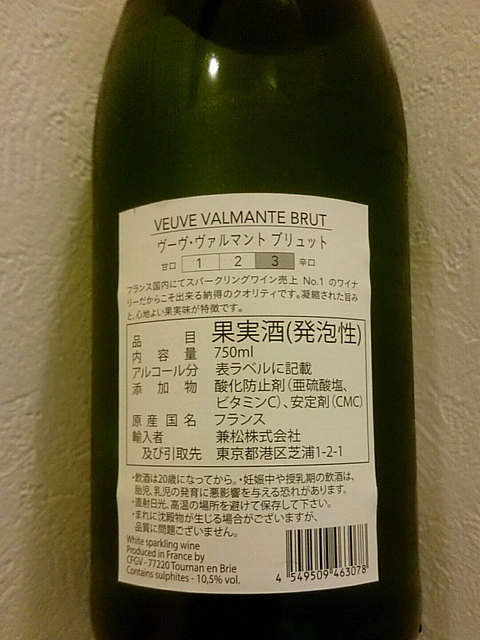 VEUVE VALMANTE BRUT
ヴーヴ・ヴァルマント ブリュット
甘口 1 2 3 辛口
フランス国内にてスパークリングワイン売上 No.1 のワイナ
リーだからこそ出来る納得のクオリティです。凝縮された旨み
と、心地よい果実味が特徴です。
品目 果実酒(発泡性)
内容量 750ml
アルコール分 表ラベルに記載
添加物 酸化防止剤(亜硫酸塩、
ビタミンC)、安定剤(CMC)
原産国名 フランス
輸入者 兼松株式会社
及び引取先 東京都港区芝浦1-2-1
・飲酒は20歳になってから。・妊娠中や授乳期の飲酒は、
胎児、乳児の発育に悪影響を与える恐れがあります。
・直射日光、高温の場所を避けて保存して下さい。
・まれに沈殿物が生じる場合がございますが、
品質に問題ございません。
White sparkling wine
Produced in France by
CFGV - 77220 Tournan en Brie
Contains sulphites - 10,5% vol.
4 549509 463078